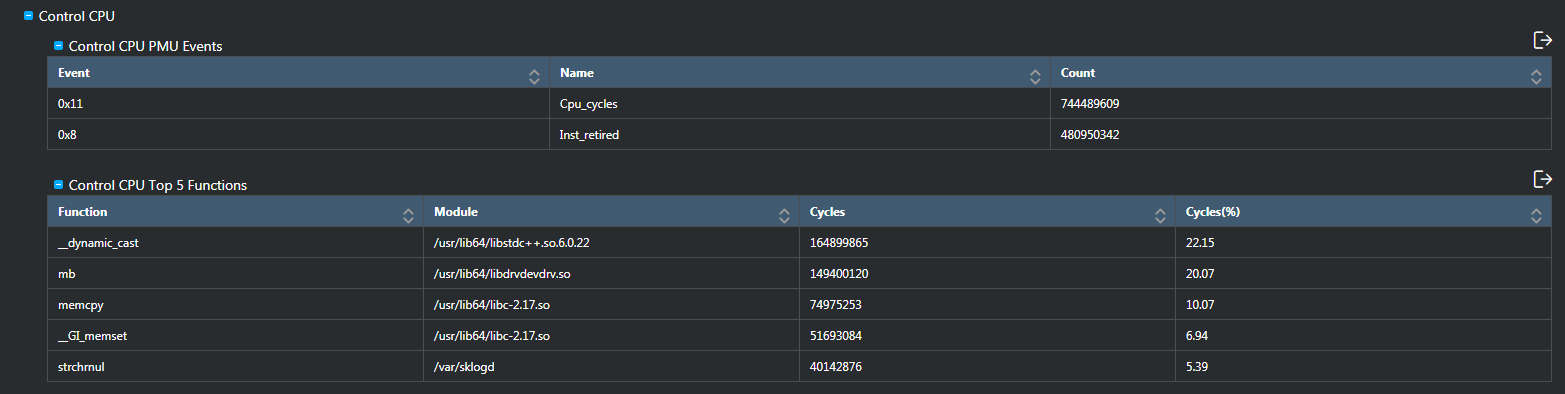 Control CPU
Control CPU PMU Events
Event Name Count
0x11 Cpu_cycles 744489609
0x8 Inst_retired 480950342
Control CPU Top 5 Functions
Function Module Cycles Cycles(%)
__dynamic_cast /usr/lib64/libstdc++.so.6.0.22 164899865 22.15
mb /usr/lib64/libdrvdevdrv.so 149400120 20.07
memcpy /usr/lib64/libc-2.17.so 74975253 10.07
__GI_memset /usr/lib64/libc-2.17.so 51693084 6.94
strchrnul /var/sklogd 40142876 5.39